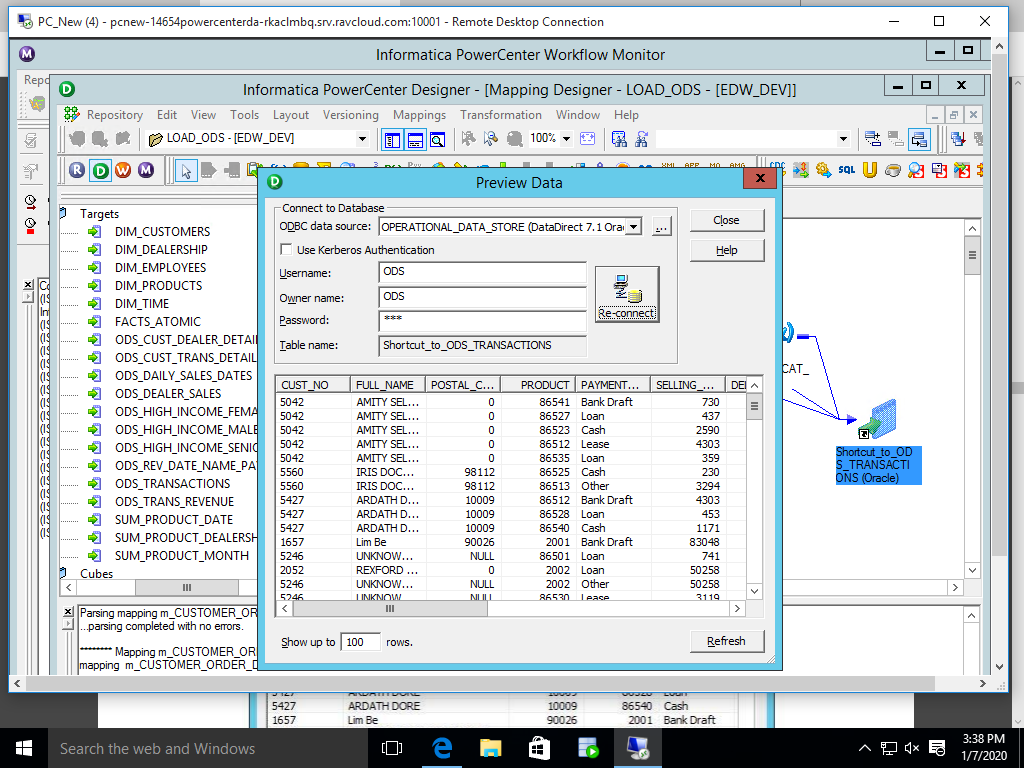 PC_New (4) - pcnew-14654powercenterda-rkaclmbq.srv.ravcloud.com:10001 - Remote Desktop Connection
Informatica PowerCenter Workflow Monitor
Repo
Informatica PowerCenter Designer - [Mapping Designer - LOAD_ODS - [EDW_DEV]]
Repository Edit View Tools Layout Versioning Mappings Transformation Window Help
LOAD_ODS - [EDW_DEV]
100%
R D W M
SQL
Targets
DIM_CUSTOMERS
DIM_DEALERSHIP
DIM_EMPLOYEES
DIM_PRODUCTS
DIM_TIME
FACTS_ATOMIC
ODS_CUST_DEALER_DETAI
ODS_CUST_TRANS_DETAIL
ODS_DAILY_SALES_DATES
ODS_DEALER_SALES
ODS_HIGH_INCOME_FEMA
ODS_HIGH_INCOME_MALE
ODS_HIGH_INCOME_SENIO
ODS_REV_DATE_NAME_PA
ODS_TRANSACTIONS
ODS_TRANS_REVENUE
SUM_PRODUCT_DATE
SUM_PRODUCT_DEALERSH
SUM_PRODUCT_MONTH
Cubes
Preview Data
Connect to Database
ODBC data source: OPERATIONAL_DATA_STORE (DataDirect 7.1 Orac ...
Use Kerberos Authentication
Username: ODS
Owner name: ODS
Password: ***
Table name: Shortcut_to_ODS_TRANSACTIONS
Re-connect
Close
Help
CUST_NO FULL_NAME POSTAL_C... PRODUCT PAYMENT... SELLING_... DE
5042 AMITY SEL... 0 86541 Bank Draft 730
5042 AMITY SEL... 0 86527 Loan 437
5042 AMITY SEL... 0 86523 Cash 2590
5042 AMITY SEL... 0 86512 Lease 4303
5042 AMITY SEL... 0 86535 Loan 359
5560 IRIS DOC... 98112 86525 Cash 230
5560 IRIS DOC... 98112 86513 Other 3294
5427 ARDATH D... 10009 86512 Bank Draft 4303
5427 ARDATH D... 10009 86528 Loan 453
5427 ARDATH D... 10009 86540 Cash 1171
1657 Lim Be 90026 2001 Bank Draft 83048
5246 UNKNOW... NULL 86501 Loan 741
2052 REXFORD ... 0 2002 Loan 50258
5246 UNKNOW... NULL 2002 Other 50258
5246 UNKNOW... NULL 86530 Lease 3119
Show up to 100 rows.
Refresh
CAT_
Shortcut_to_OD
S_TRANSACTI
ONS (Oracle)
Parsing mapping m_CUSTOMER_OR
...parsing completed with no errors.
******** Mapping m_CUSTOMER_OR
mapping m_CUSTOMER_ORDER_D
5427 ARDATH DORE 10009 86528 Loan
5427 ARDATH DORE 10009 86540 Cash
1657 Lim Be 90026 2001 Bank Draft
Search the web and Windows
3:38 PM
1/7/2020